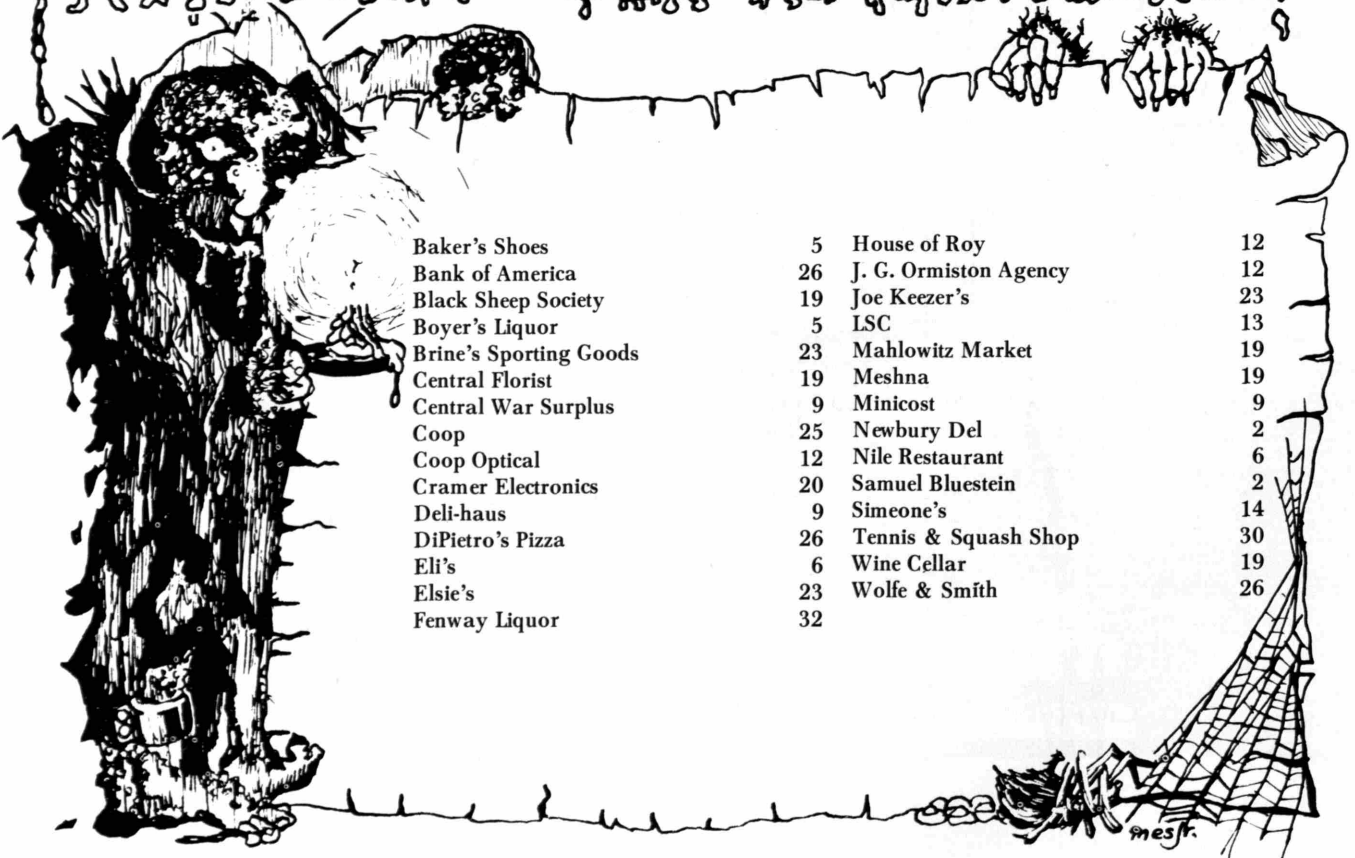 Baker's Shoes 5
Bank of America 26
Black Sheep Society 19
Boyer's Liquor 5
Brine's Sporting Goods 23
Central Florist 19
Central War Surplus 9
Coop 25
Coop Optical 12
Cramer Electronics 20
Deli-haus 9
DiPietro's Pizza 26
Eli's 6
Elsie's 23
Fenway Liquor 32
House of Roy 12
J. G. Ormiston Agency 12
Joe Keezer's 23
LSC 13
Mahlowitz Market 19
Meshna 19
Minicost 9
Newbury Del 2
Nile Restaurant 6
Samuel Bluestein 2
Simeone's 14
Tennis & Squash Shop 30
Wine Cellar 19
Wolfe & Smith 26